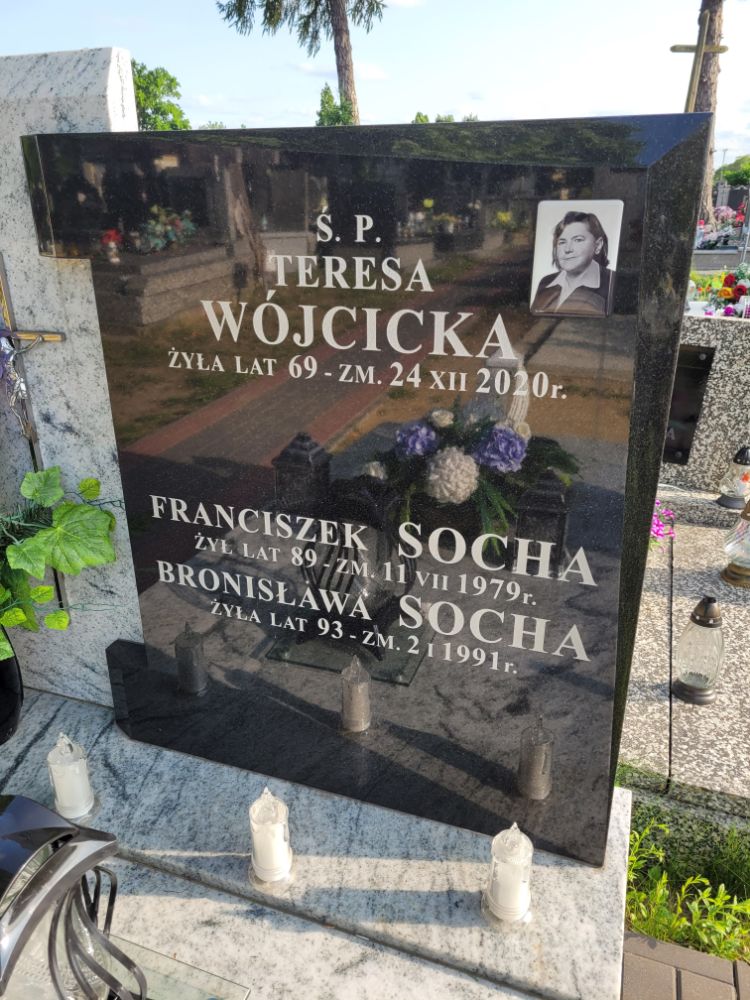 Ś. P.
TERESA
WÓJCICKA
ŻYŁA LAT 69 - ZM. 24 XII 2020r.
FRANCISZEK SOCHA
ŻYŁ LAT 89 - ZM. 11 VII 1979r.
BRONISŁAWA SOCHA
ŻYŁA LAT 93 - ZM. 2 I 1991r.